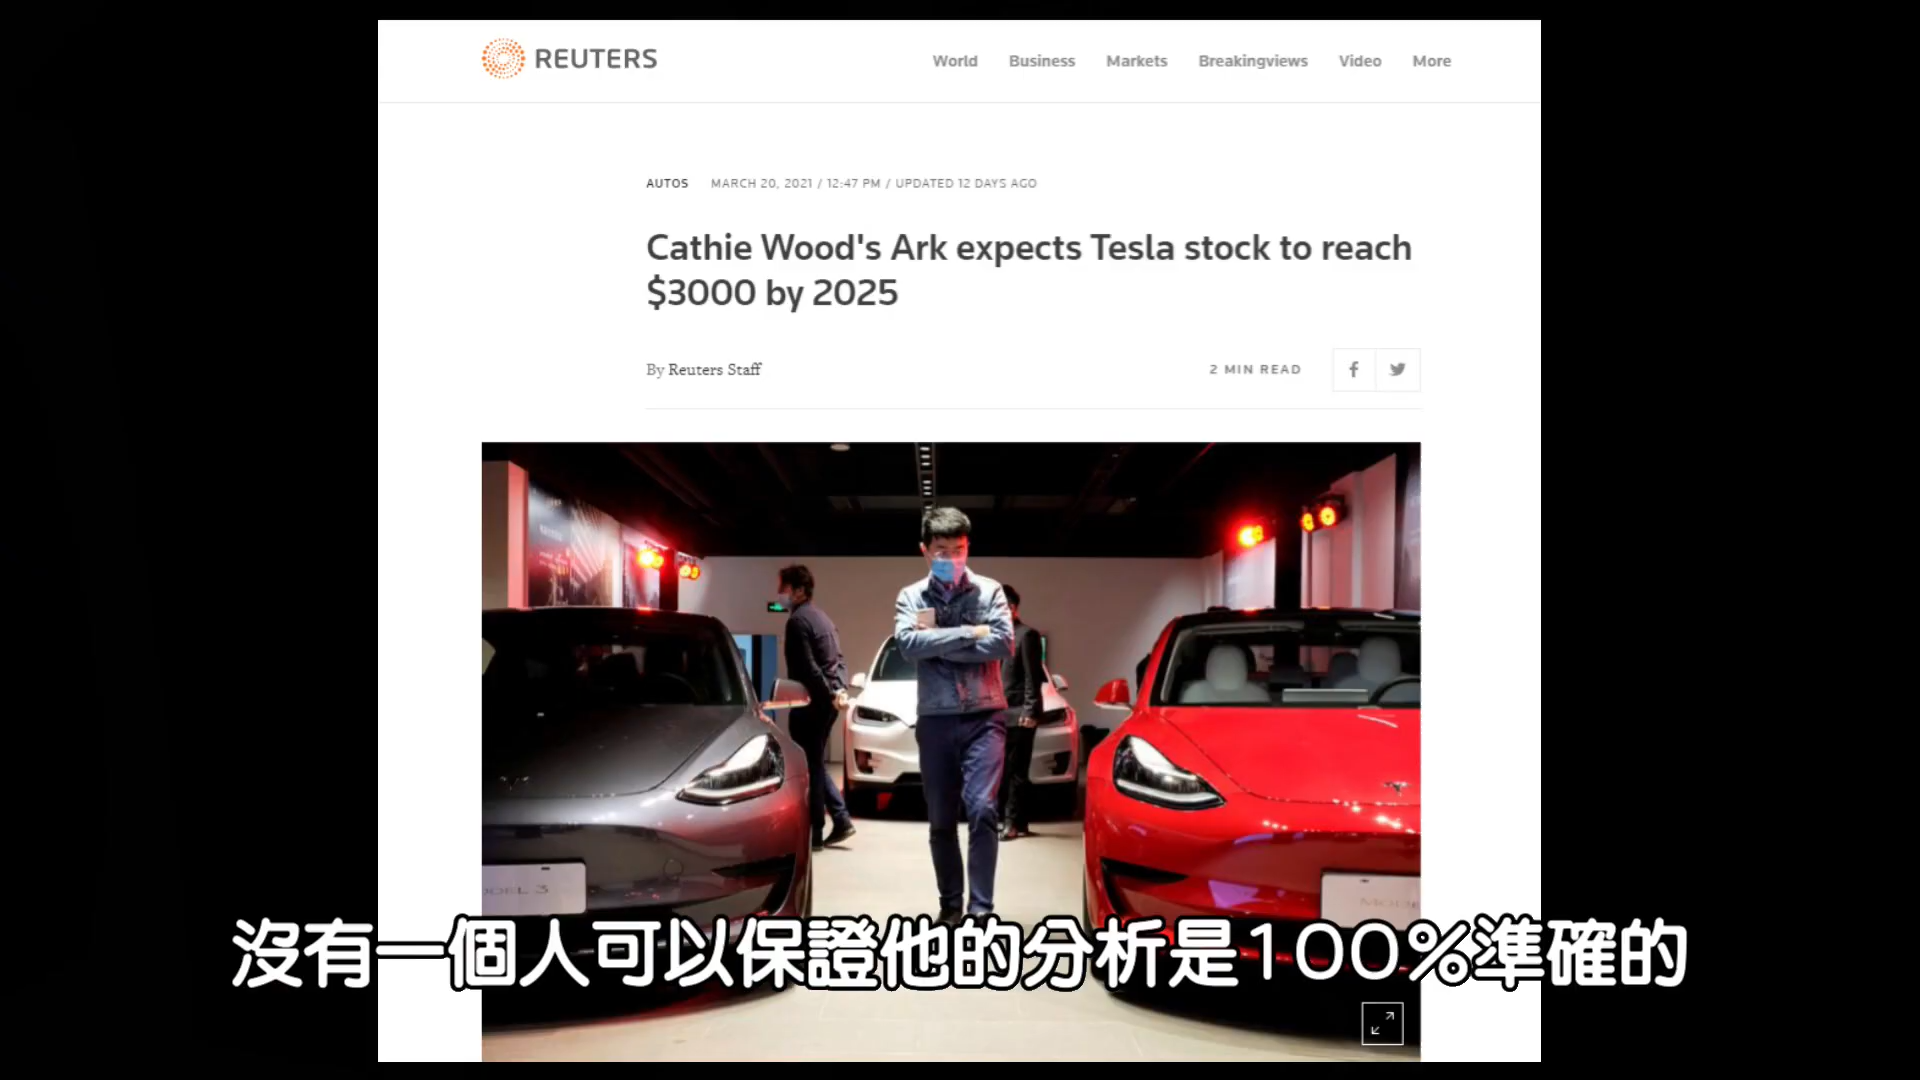 REUTERS
World Business Markets Breakingviews Video More
AUTOS MARCH 20, 2021 / 12:47 PM / UPDATED 12 DAYS AGO
Cathie Wood's Ark expects Tesla stock to reach
$3000 by 2025
By Reuters Staff
2 MIN READ
沒有一個人可以保證他的分析是100%準確的